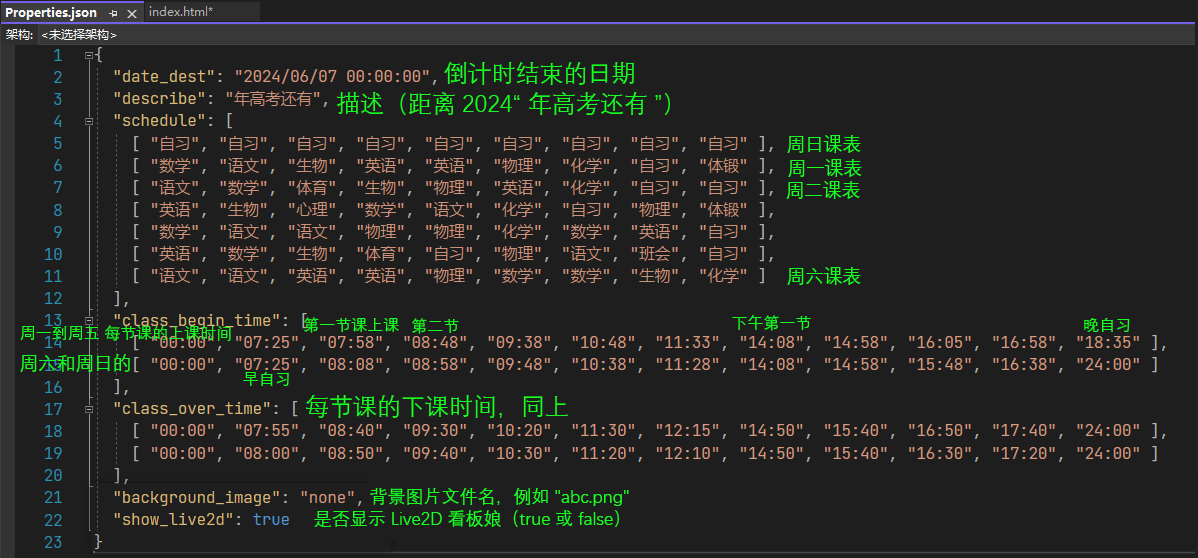 Properties.json index.html*
架构: <未选择架构>
1 {
2 "date_dest": "2024/06/07 00:00:00", 倒计时结束的日期
3 "describe": "年高考还有", 描述（距离 2024“ 年高考还有 ”）
4 "schedule": [
5 [ "自习", "自习", "自习", "自习", "自习", "自习", "自习", "自习", "自习" ], 周日课表
6 [ "数学", "语文", "生物", "英语", "英语", "物理", "化学", "自习", "体锻" ], 周一课表
7 [ "语文", "数学", "体育", "生物", "物理", "英语", "化学", "自习", "自习" ], 周二课表
8 [ "英语", "生物", "心理", "数学", "语文", "化学", "自习", "物理", "体锻" ],
9 [ "数学", "语文", "语文", "物理", "物理", "化学", "数学", "英语", "自习" ],
10 [ "英语", "数学", "生物", "体育", "自习", "物理", "语文", "班会", "自习" ],
11 [ "语文", "语文", "英语", "英语", "物理", "数学", "数学", "生物", "化学" ] 周六课表
12 ],
13 "class_begin_time": [
第一节课上课 第二节 下午第一节 晚自习
周一到周五 每节课的上课时间
[ "00:00", "07:25", "07:58", "08:48", "09:38", "10:48", "11:33", "14:08", "14:58", "16:05", "16:58", "18:35" ],
周六和周日的 [ "00:00", "07:25", "08:08", "08:58", "09:48", "10:38", "11:28", "14:08", "14:58", "15:48", "16:38", "24:00" ]
早自习
16 ],
17 "class_over_time": [ 每节课的下课时间，同上
18 [ "00:00", "07:55", "08:40", "09:30", "10:20", "11:30", "12:15", "14:50", "15:40", "16:50", "17:40", "24:00" ],
19 [ "00:00", "08:00", "08:50", "09:40", "10:30", "11:20", "12:10", "14:50", "15:40", "16:30", "17:20", "24:00" ]
20 ],
21 "background_image": "none", 背景图片文件名，例如 "abc.png"
22 "show_live2d": true 是否显示 Live2D 看板娘（true 或 false）
23 }